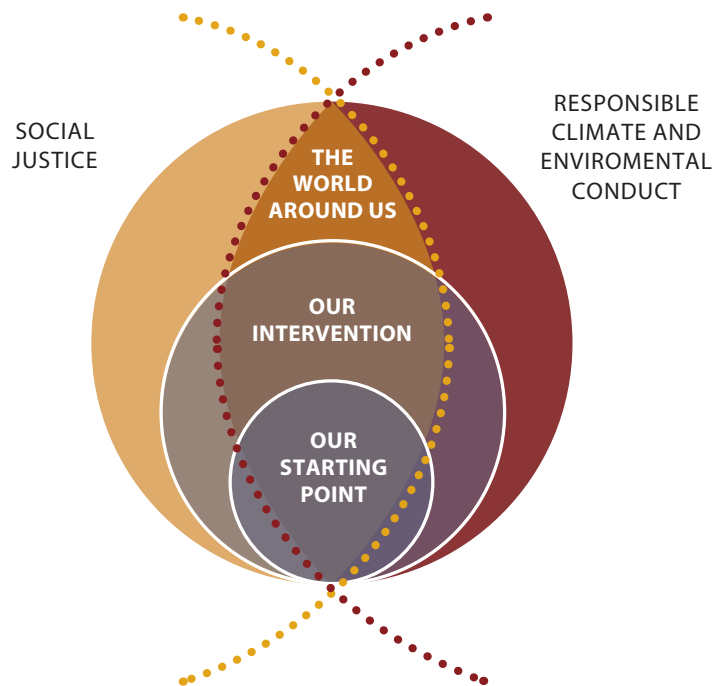 SOCIAL
JUSTICE
RESPONSIBLE
CLIMATE AND
ENVIROMENTAL
CONDUCT
THE
WORLD
AROUND US
OUR
INTERVENTION
OUR
STARTING
POINT